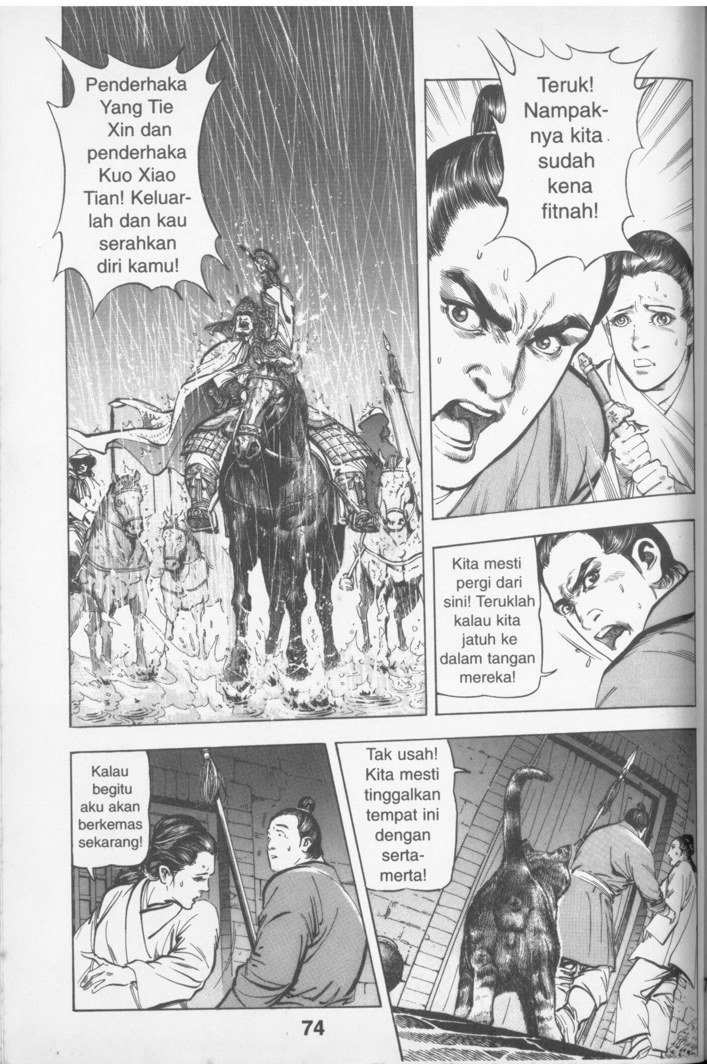 Penderhaka
Yang Tie
Xin dan
penderhaka
Kuo Xiao
Tian! Keluar-
lah dan kau
serahkan
diri kamu!
Teruk!
Nampak-
nya kita
sudah
kena
fitnah!
Kita mesti
pergi dari
sini! Teruklah
kalau kita
jatuh ke
dalam tangan
mereka!
Kalau
begitu
aku akan
berkemas
sekarang!
Tak usah!
Kita mesti
tinggalkan
tempat ini
dengan
serta-
merta!
74